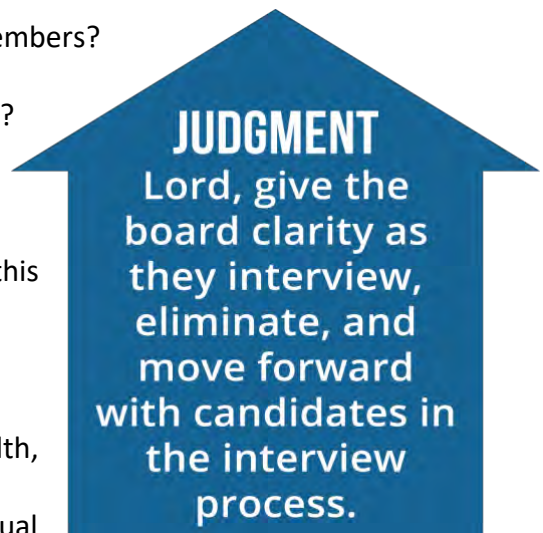 embers?
?
this
lth,
ual
JUDGMENT
Lord, give the
board clarity as
they interview,
eliminate, and
move forward
with candidates in
the interview
process.